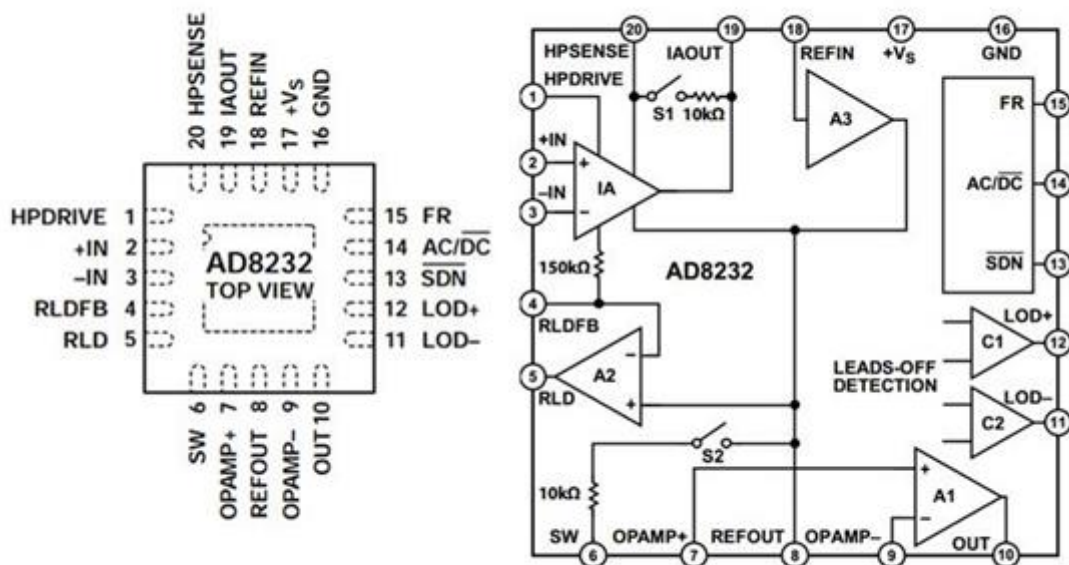 20 HPSENSE
19 IAOUT
18 REFIN
17 +VS
16 GND
HPDRIVE 1
+IN 2
–IN 3
RLDFB 4
RLD 5
AD8232
TOP VIEW
15 FR
14 AC/DC
13 SDN
12 LOD+
11 LOD–
SW 6
OPAMP+ 7
REFOUT 8
OPAMP– 9
OUT 10
20
19
18
17
16
HPSENSE
IAOUT
REFIN
+VS
GND
HPDRIVE
1
S1
10kΩ
A3
FR
15
+IN
2
–IN
3
+
–
IA
AC/DC
14
150kΩ
AD8232
SDN
13
4
RLDFB
LOD+
C1
12
5
RLD
A2
–
+
LEADS-OFF
DETECTION
LOD–
C2
11
S2
10kΩ
+
–
A1
SW
OPAMP+
REFOUT
OPAMP–
OUT
6
7
8
9
10